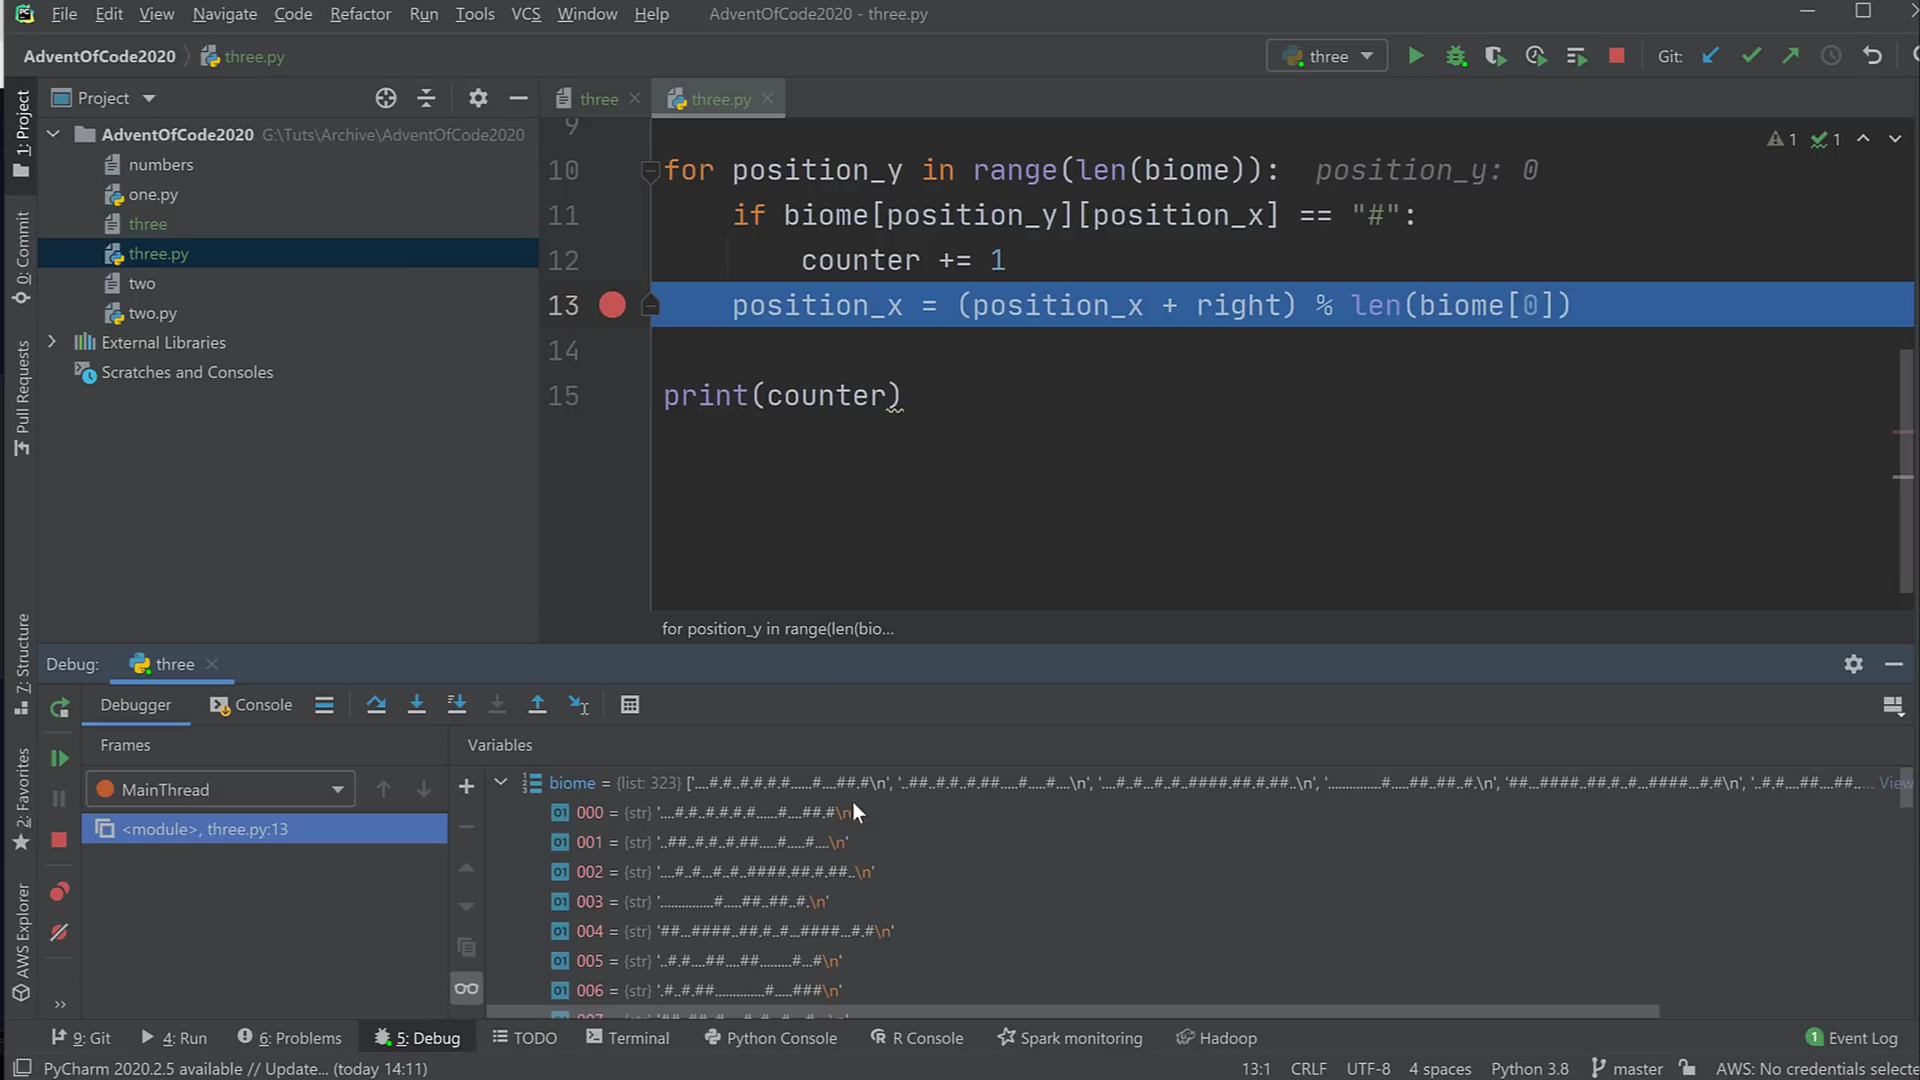 File Edit View Navigate Code Refactor Run Tools VCS Window Help AdventOfCode2020 - three.py
AdventOfCode2020 three.py three Git:
1: Project
0: Commit
Pull Requests
7: Structure
2: Favorites
AWS Explorer
Project
AdventOfCode2020 G:\Tuts\Archive\AdventOfCode2020
numbers
one.py
three
three.py
two
two.py
External Libraries
Scratches and Consoles
three three.py
1 1
9
10 for position_y in range(len(biome)): position_y: 0
11 if biome[position_y][position_x] == "#":
12 counter += 1
13 position_x = (position_x + right) % len(biome[0])
14
15 print(counter)
for position_y in range(len(bio...
Debug: three
Debugger Console
Frames
MainThread
<module>, three.py:13
Variables
biome = {list: 323} View
000 = {str}
001 = {str}
002 = {str}
003 = {str}
004 = {str}
005 = {str}
006 = {str}
9: Git 4: Run 6: Problems 5: Debug TODO Terminal Python Console R Console Spark monitoring Hadoop 1 Event Log
PyCharm 2020.2.5 available // Update... (today 14:11) 13:1 CRLF UTF-8 4 spaces Python 3.8 master AWS: No credentials selecte